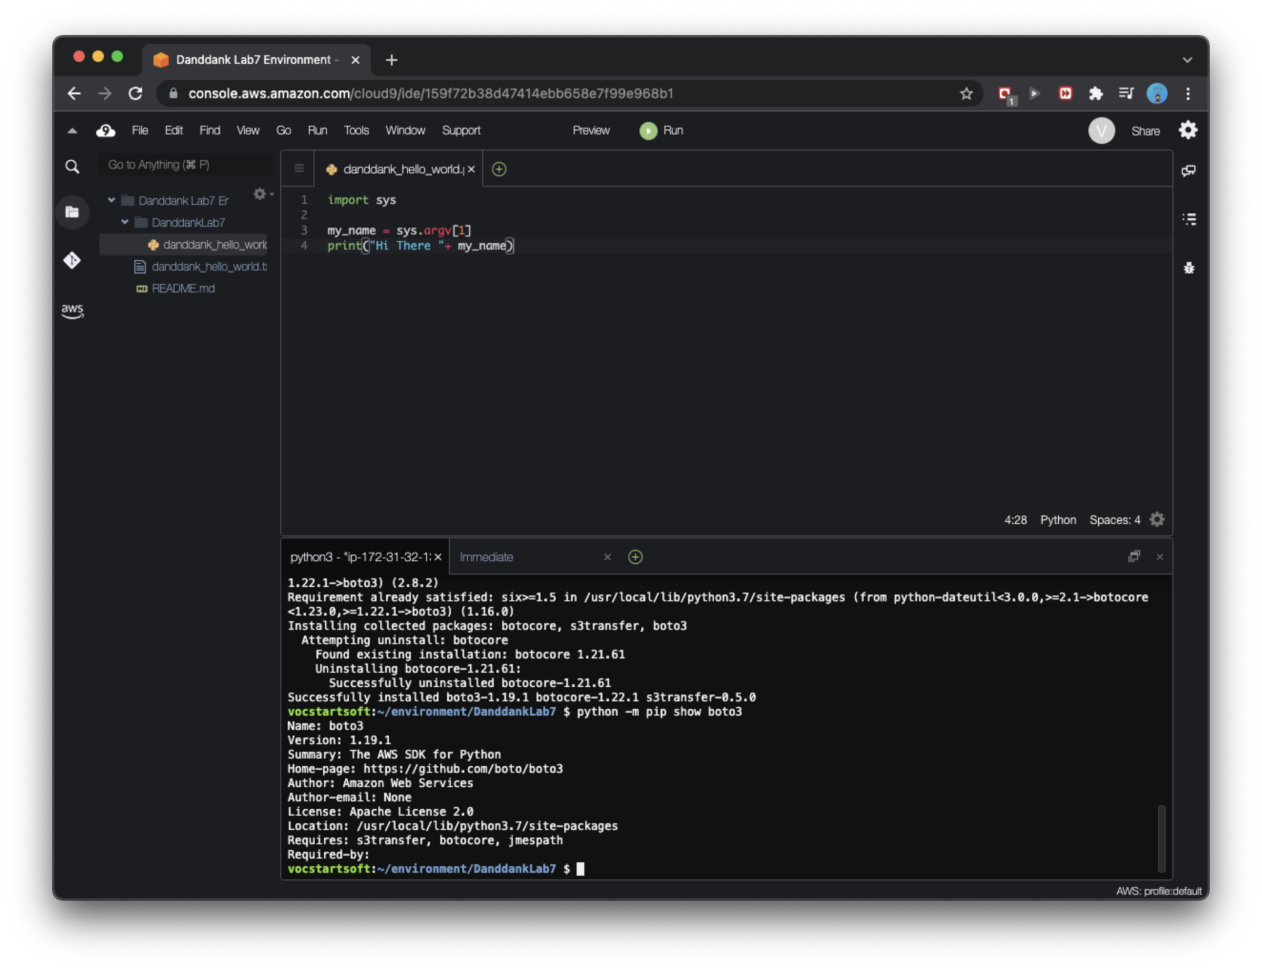 Danddank Lab7 Environment -
console.aws.amazon.com/cloud9/ide/159f72b38d47414ebb658e7f99e968b1
1
9
File Edit Find View Go Run Tools Window Support Preview Run V Share
Go to Anything (⌘ P)
Danddank Lab7 Er
DanddankLab7
danddank_hello_world
danddank_hello_world.t
README.md
aws
danddank_hello_world.
1 import sys
2
3 my_name = sys.argv[1]
4 print("Hi There "+ my_name)
4:28 Python Spaces: 4
python3 - "ip-172-31-32-1 Immediate
1.22.1->boto3) (2.8.2)
Requirement already satisfied: six>=1.5 in /usr/local/lib/python3.7/site-packages (from python-dateutil<3.0.0,>=2.1->botocore
<1.23.0,>=1.22.1->boto3) (1.16.0)
Installing collected packages: botocore, s3transfer, boto3
Attempting uninstall: botocore
Found existing installation: botocore 1.21.61
Uninstalling botocore-1.21.61:
Successfully uninstalled botocore-1.21.61
Successfully installed boto3-1.19.1 botocore-1.22.1 s3transfer-0.5.0
vocstartsoft:~/environment/DanddankLab7 $ python -m pip show boto3
Name: boto3
Version: 1.19.1
Summary: The AWS SDK for Python
Home-page: https://github.com/boto/boto3
Author: Amazon Web Services
Author-email: None
License: Apache License 2.0
Location: /usr/local/lib/python3.7/site-packages
Requires: s3transfer, botocore, jmespath
Required-by:
vocstartsoft:~/environment/DanddankLab7 $
AWS: profile:default